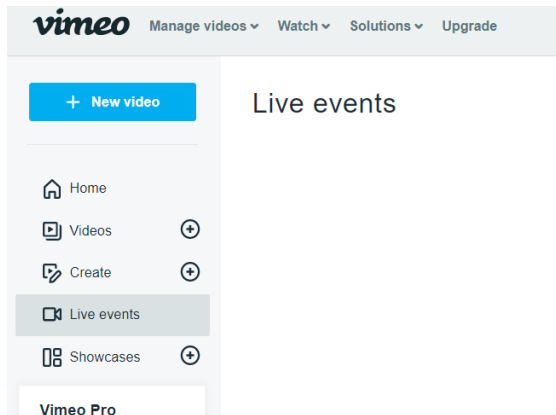 vimeo Manage videos Watch Solutions Upgrade
+ New video
Live events
Home
Videos
Create
Live events
Showcases
Vimeo Pro